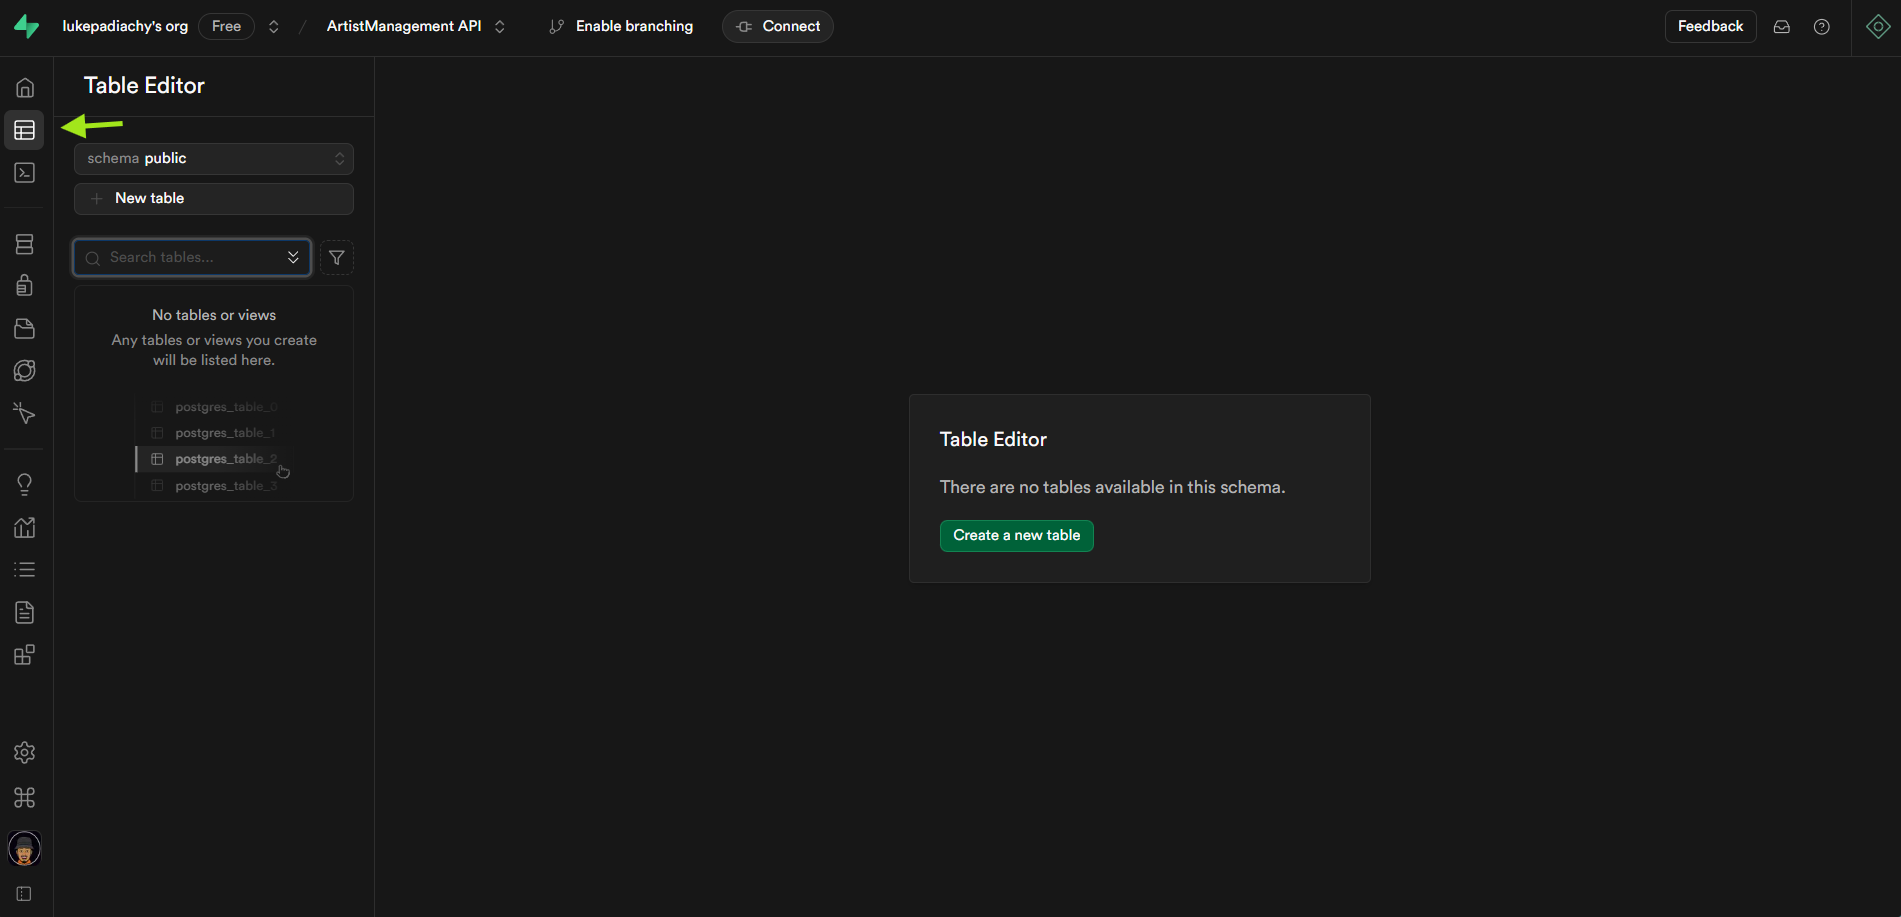 lukepadiachy's org Free / ArtistManagement API Enable branching Connect Feedback
Table Editor
schema public
New table
Search tables...
No tables or views
Any tables or views you create
will be listed here.
postgres_table_0
postgres_table_1
postgres_table_2
postgres_table_3
Table Editor
There are no tables available in this schema.
Create a new table